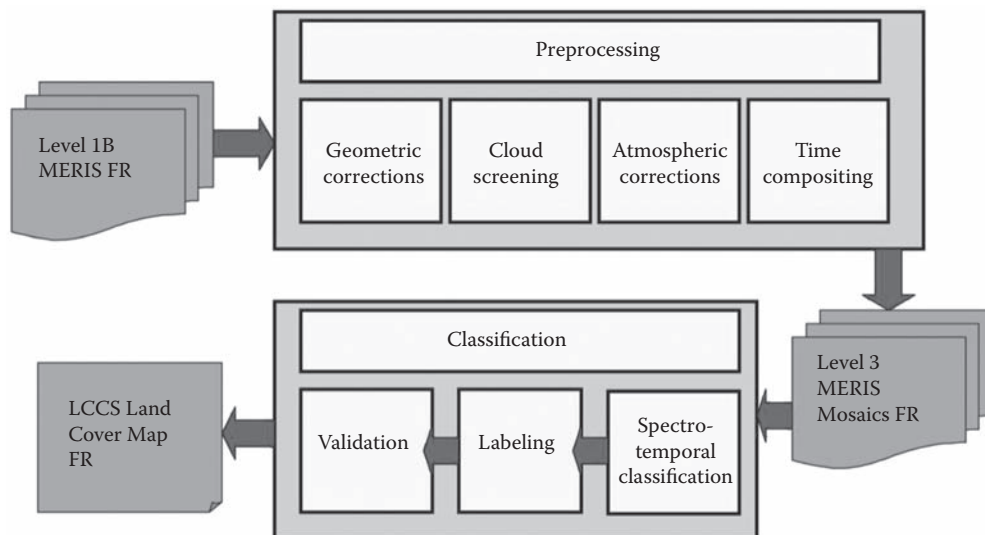 Preprocessing
Level 1B
MERIS FR
Geometric
corrections
Cloud
screening
Atmospheric
corrections
Time
compositing
Classification
Level 3
MERIS
Mosaics FR
Spectro-
temporal
classification
Labeling
Validation
LCCS Land
Cover Map
FR